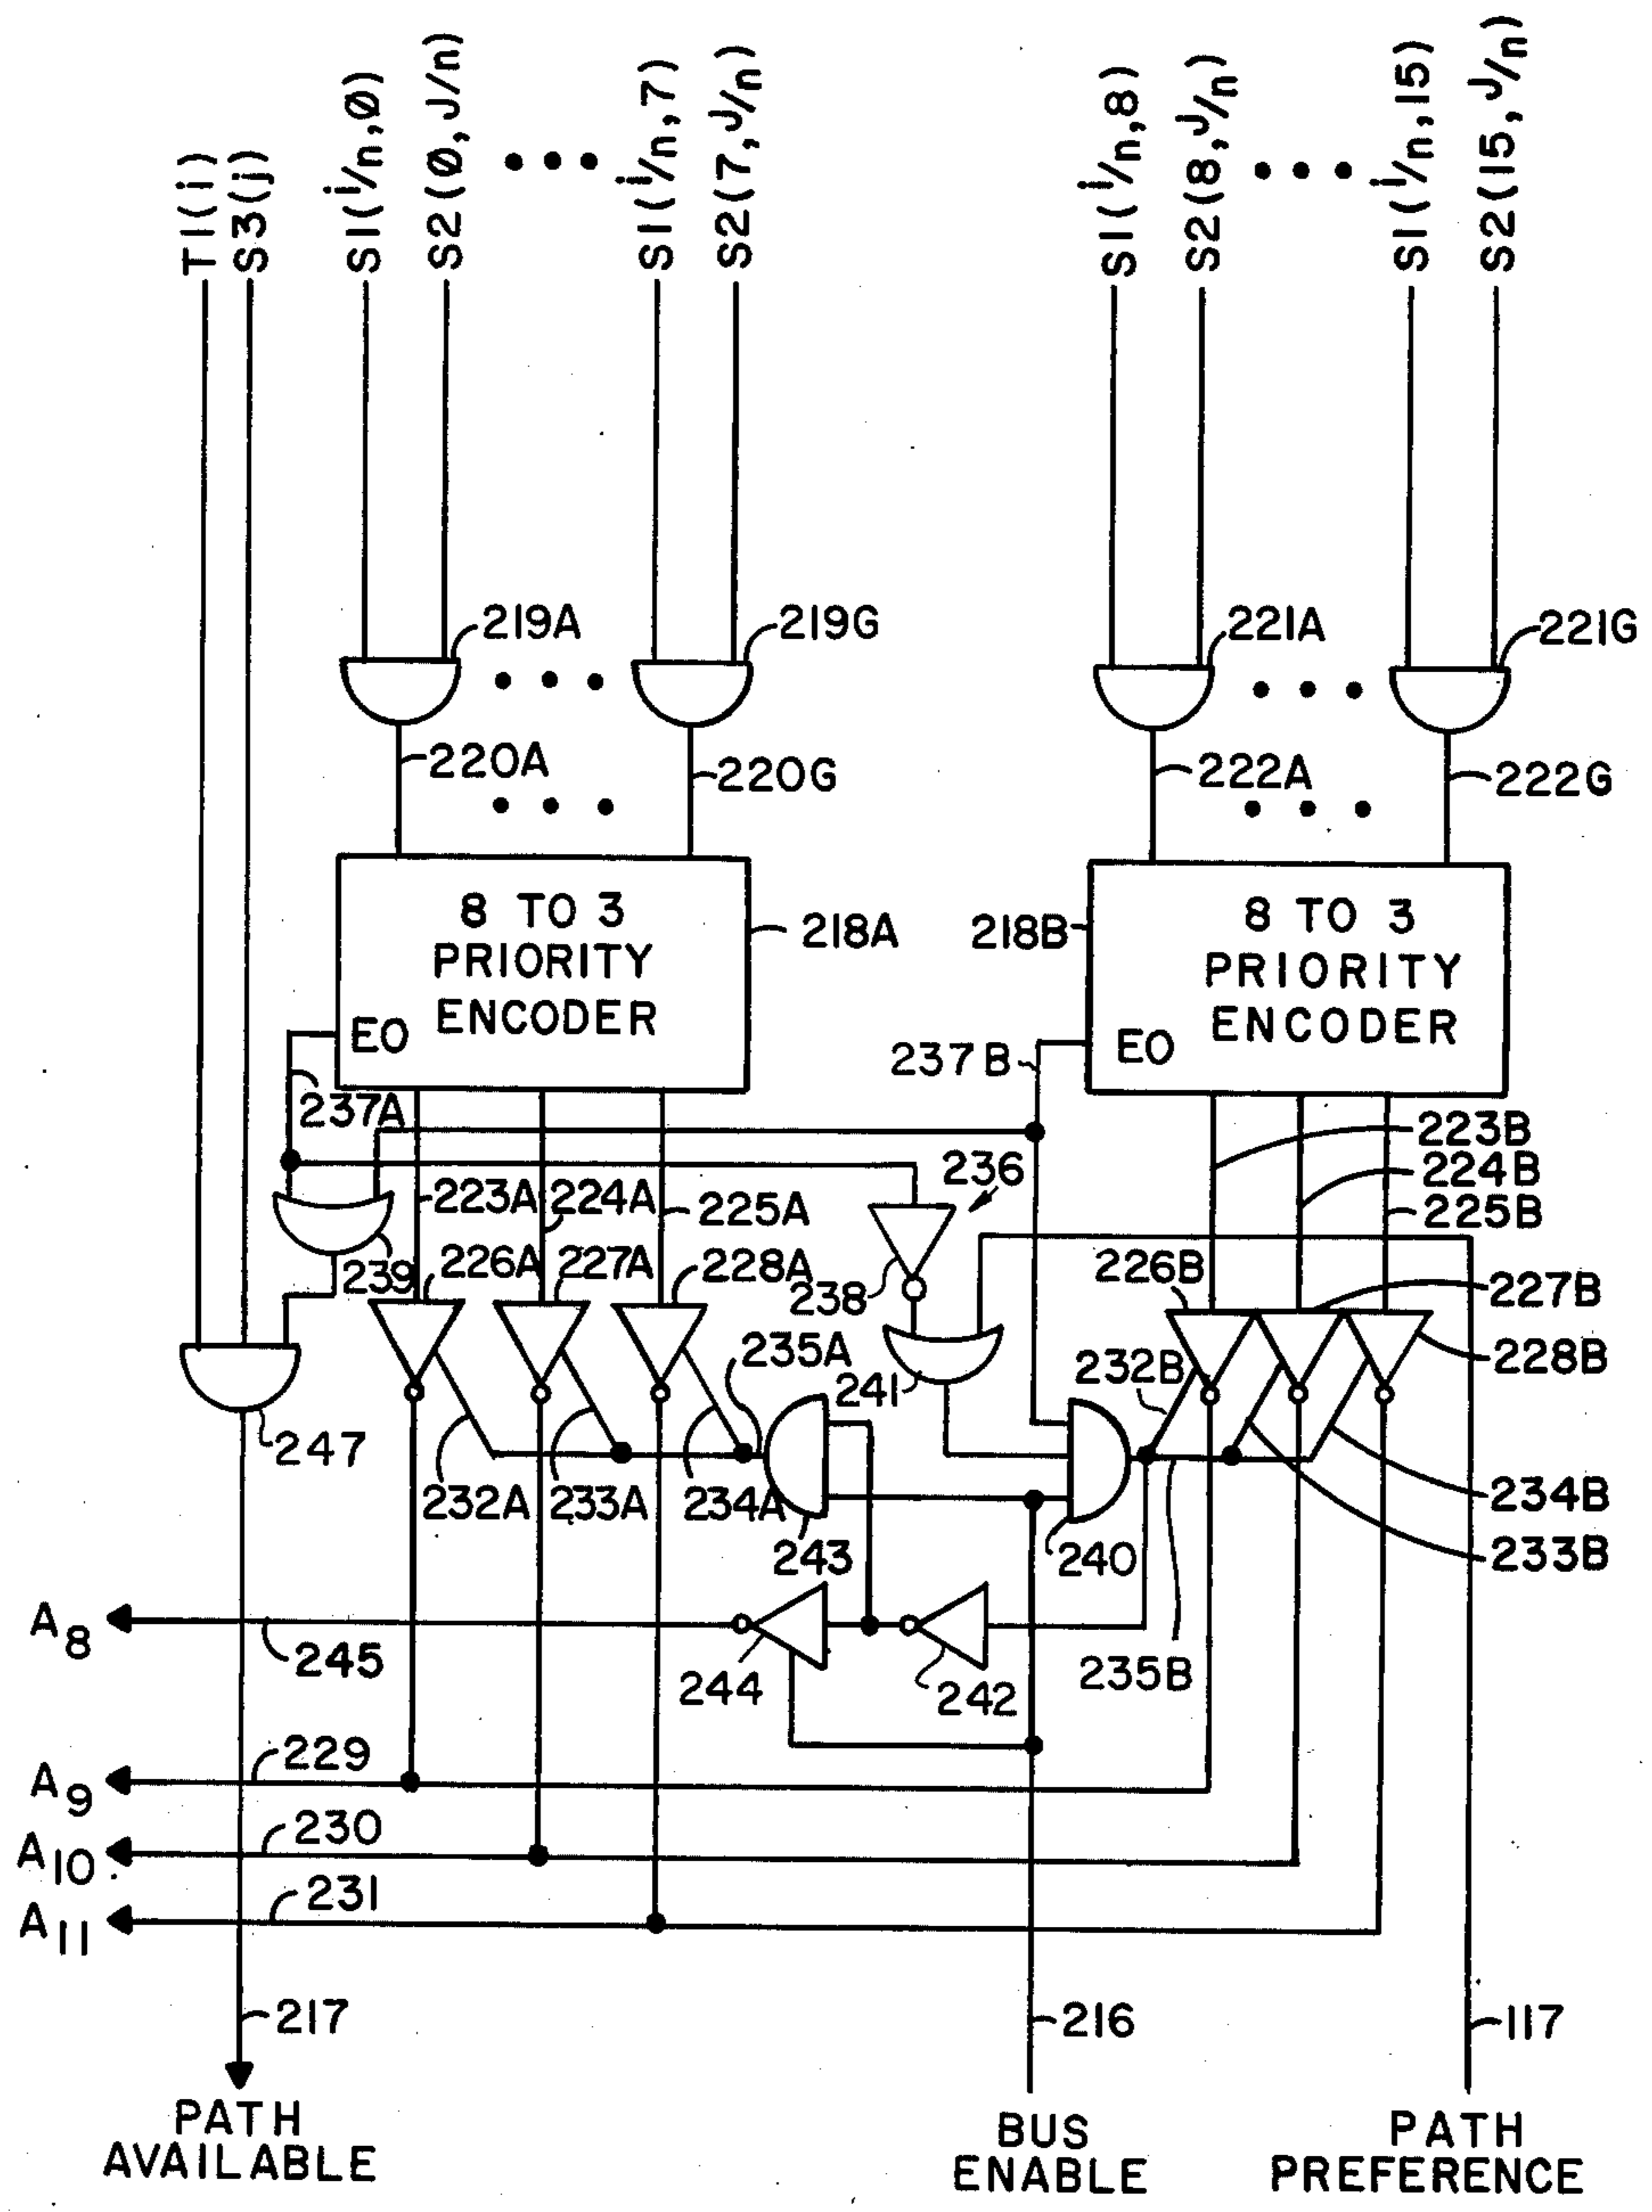 T1(i)
S3(j)
S1(i/n,Ø)
S2(Ø,J/n)
S1(i/n,7)
S2(7,J/n)
S1(i/n,8)
S2(8,J/n)
S1(i/n,15)
S2(15,J/n)
219A
219G
221A
221G
220A
220G
222A
222G
8 TO 3
PRIORITY
ENCODER
EO
218A
218B
8 TO 3
PRIORITY
ENCODER
EO
237A
237B
223B
224B
225B
236
223A
224A
225A
239
226A
227A
228A
238
226B
227B
228B
235A
241
232B
247
232A
233A
234A
243
240
234B
233B
A8
245
244
242
235B
A9
229
A10
230
A11
231
217
216
117
PATH
AVAILABLE
BUS
ENABLE
PATH
PREFERENCE